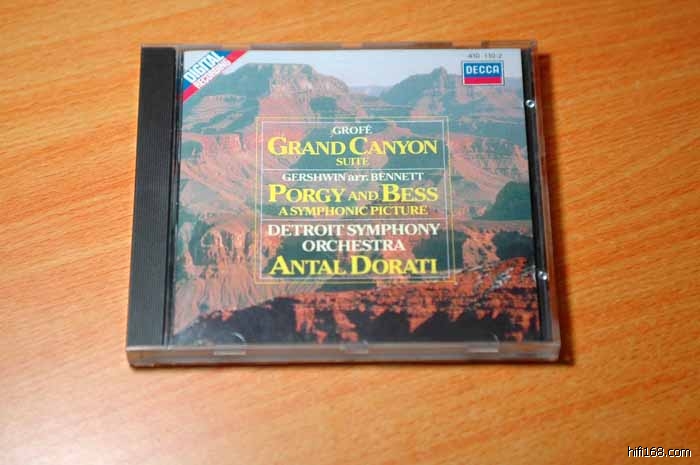 DIGITAL
RECORDING
410 110-2
DECCA
GROFÉ
GRAND CANYON
SUITE
GERSHWIN arr. BENNETT
PORGY AND BESS
A SYMPHONIC PICTURE
DETROIT SYMPHONY
ORCHESTRA
ANTAL DORATI
hifi168.com